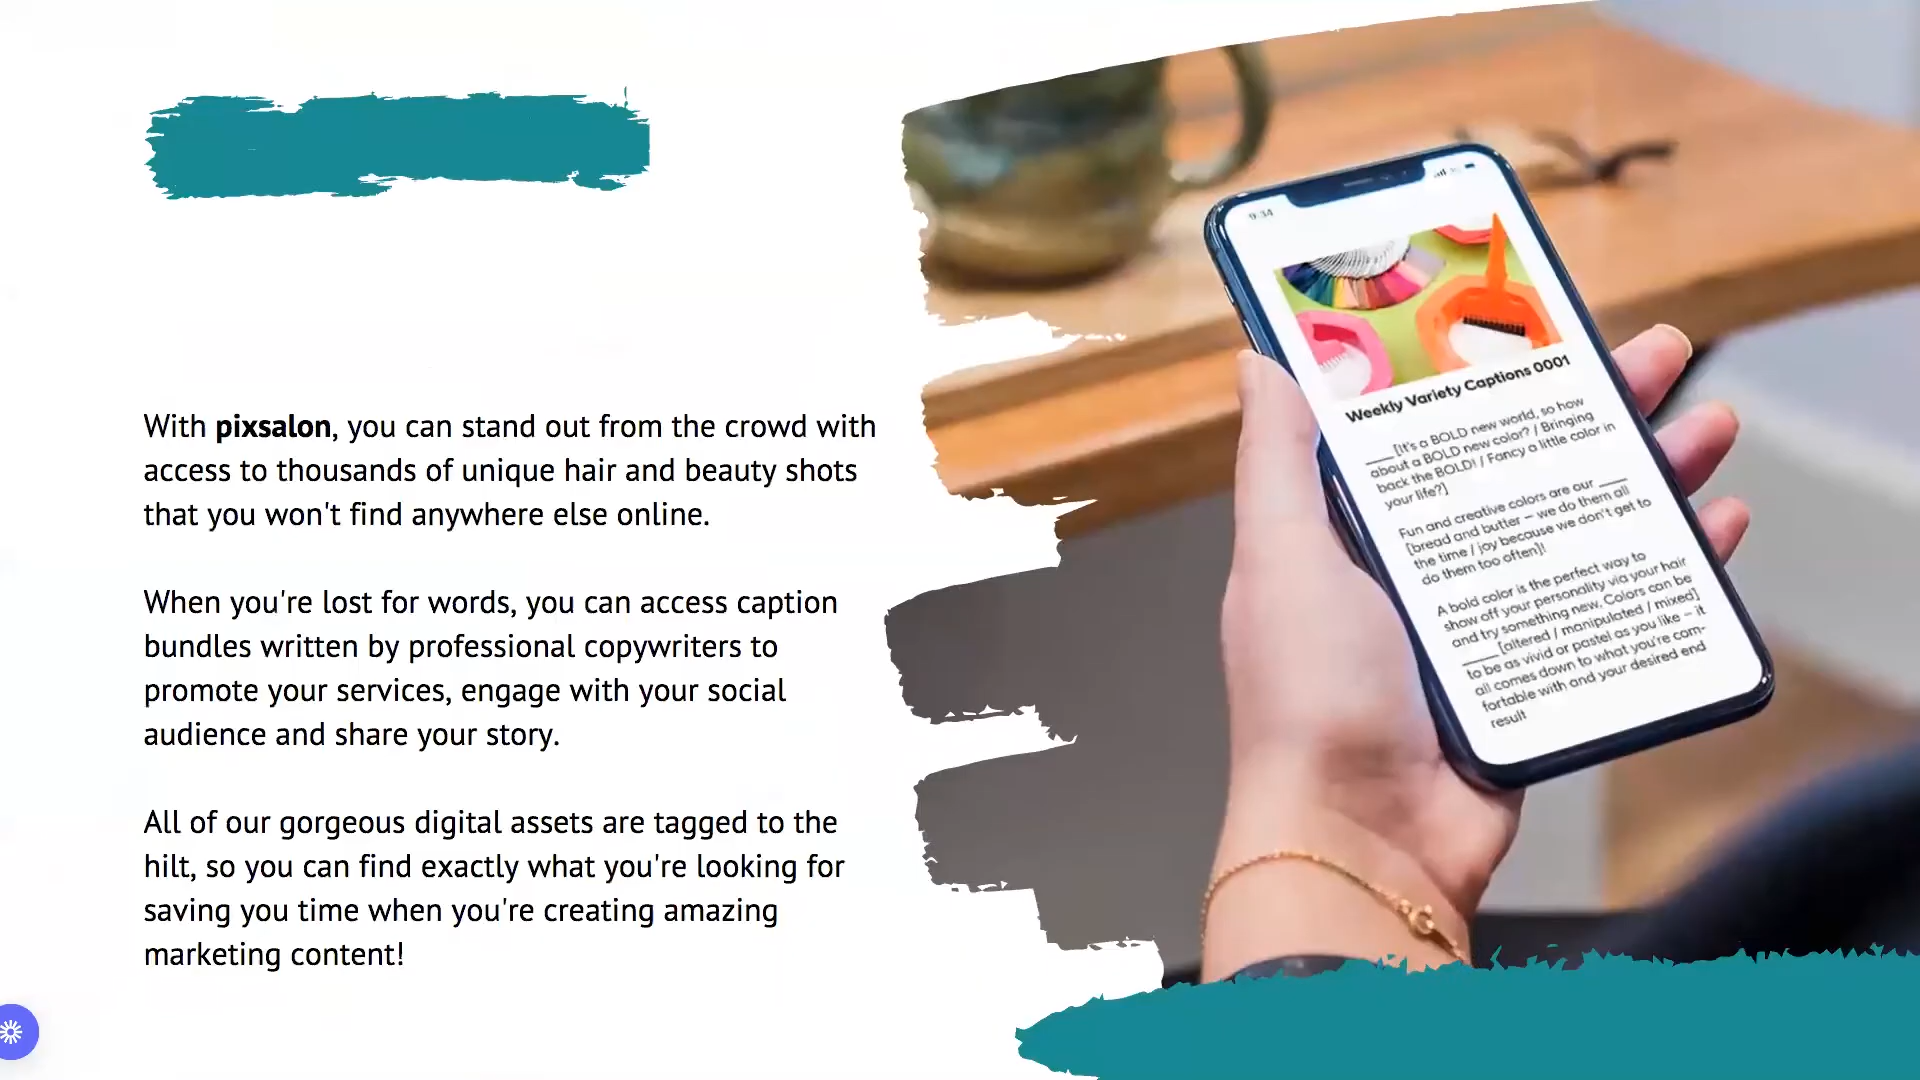 With pixsalon, you can stand out from the crowd with
access to thousands of unique hair and beauty shots
that you won't find anywhere else online.
When you're lost for words, you can access caption
bundles written by professional copywriters to
promote your services, engage with your social
audience and share your story.
All of our gorgeous digital assets are tagged to the
hilt, so you can find exactly what you're looking for
saving you time when you're creating amazing
marketing content!
9:34
Weekly Variety Captions 0001
____[It's a BOLD new world, so how
about a BOLD new color? / Bringing
back the BOLD! / Fancy a little color in
your life?]
Fun and creative colors are our ____
[bread and butter – we do them all
the time / joy because we don't get to
do them too often]!
A bold color is the perfect way to
show off your personality via your hair
and try something new. Colors can be
_____[altered / manipulated / mixed]
to be as vivid or pastel as you like – it
all comes down to what you're com-
fortable with and your desired end
result